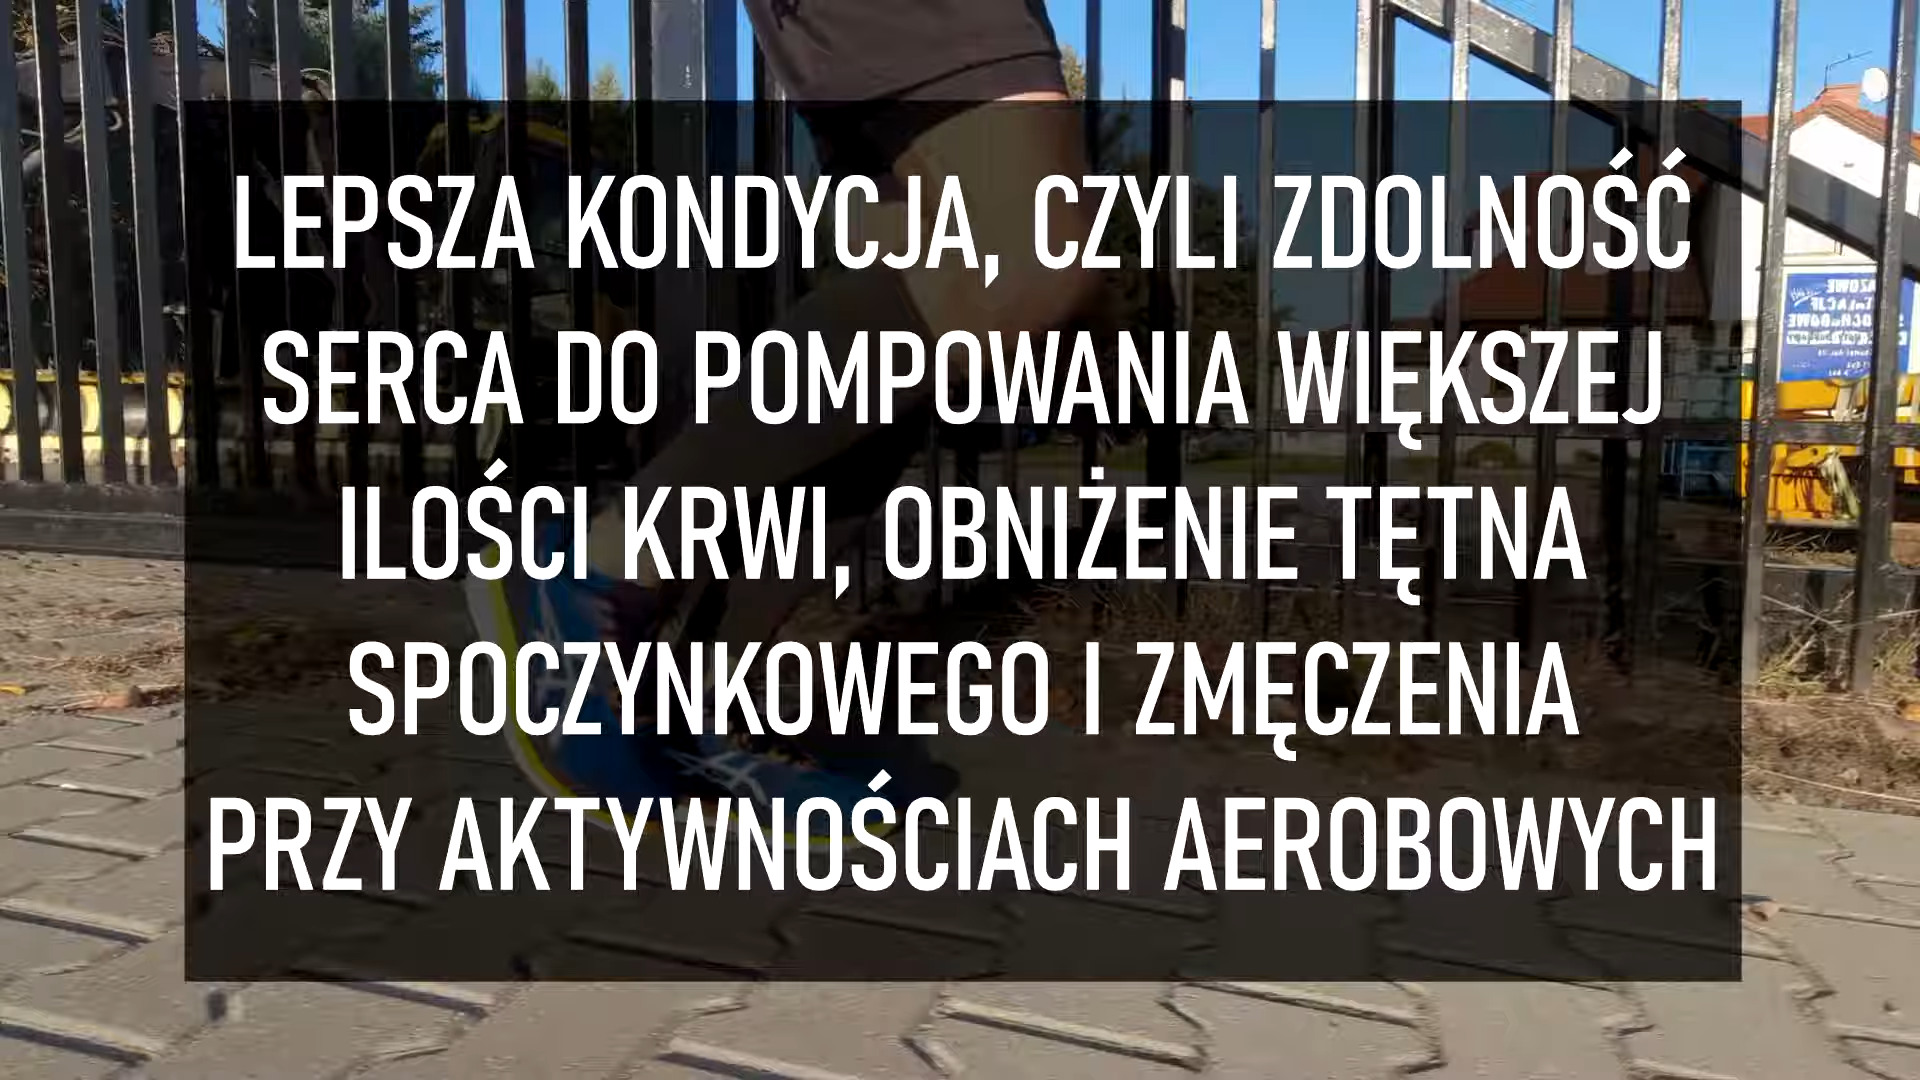 LEPSZA KONDYCJA, CZYLI ZDOLNOŚĆ
SERCA DO POMPOWANIA WIĘKSZEJ
ILOŚCI KRWI, OBNIŻENIE TĘTNA
SPOCZYNKOWEGO I ZMĘCZENIA
PRZY AKTYWNOŚCIACH AEROBOWYCH